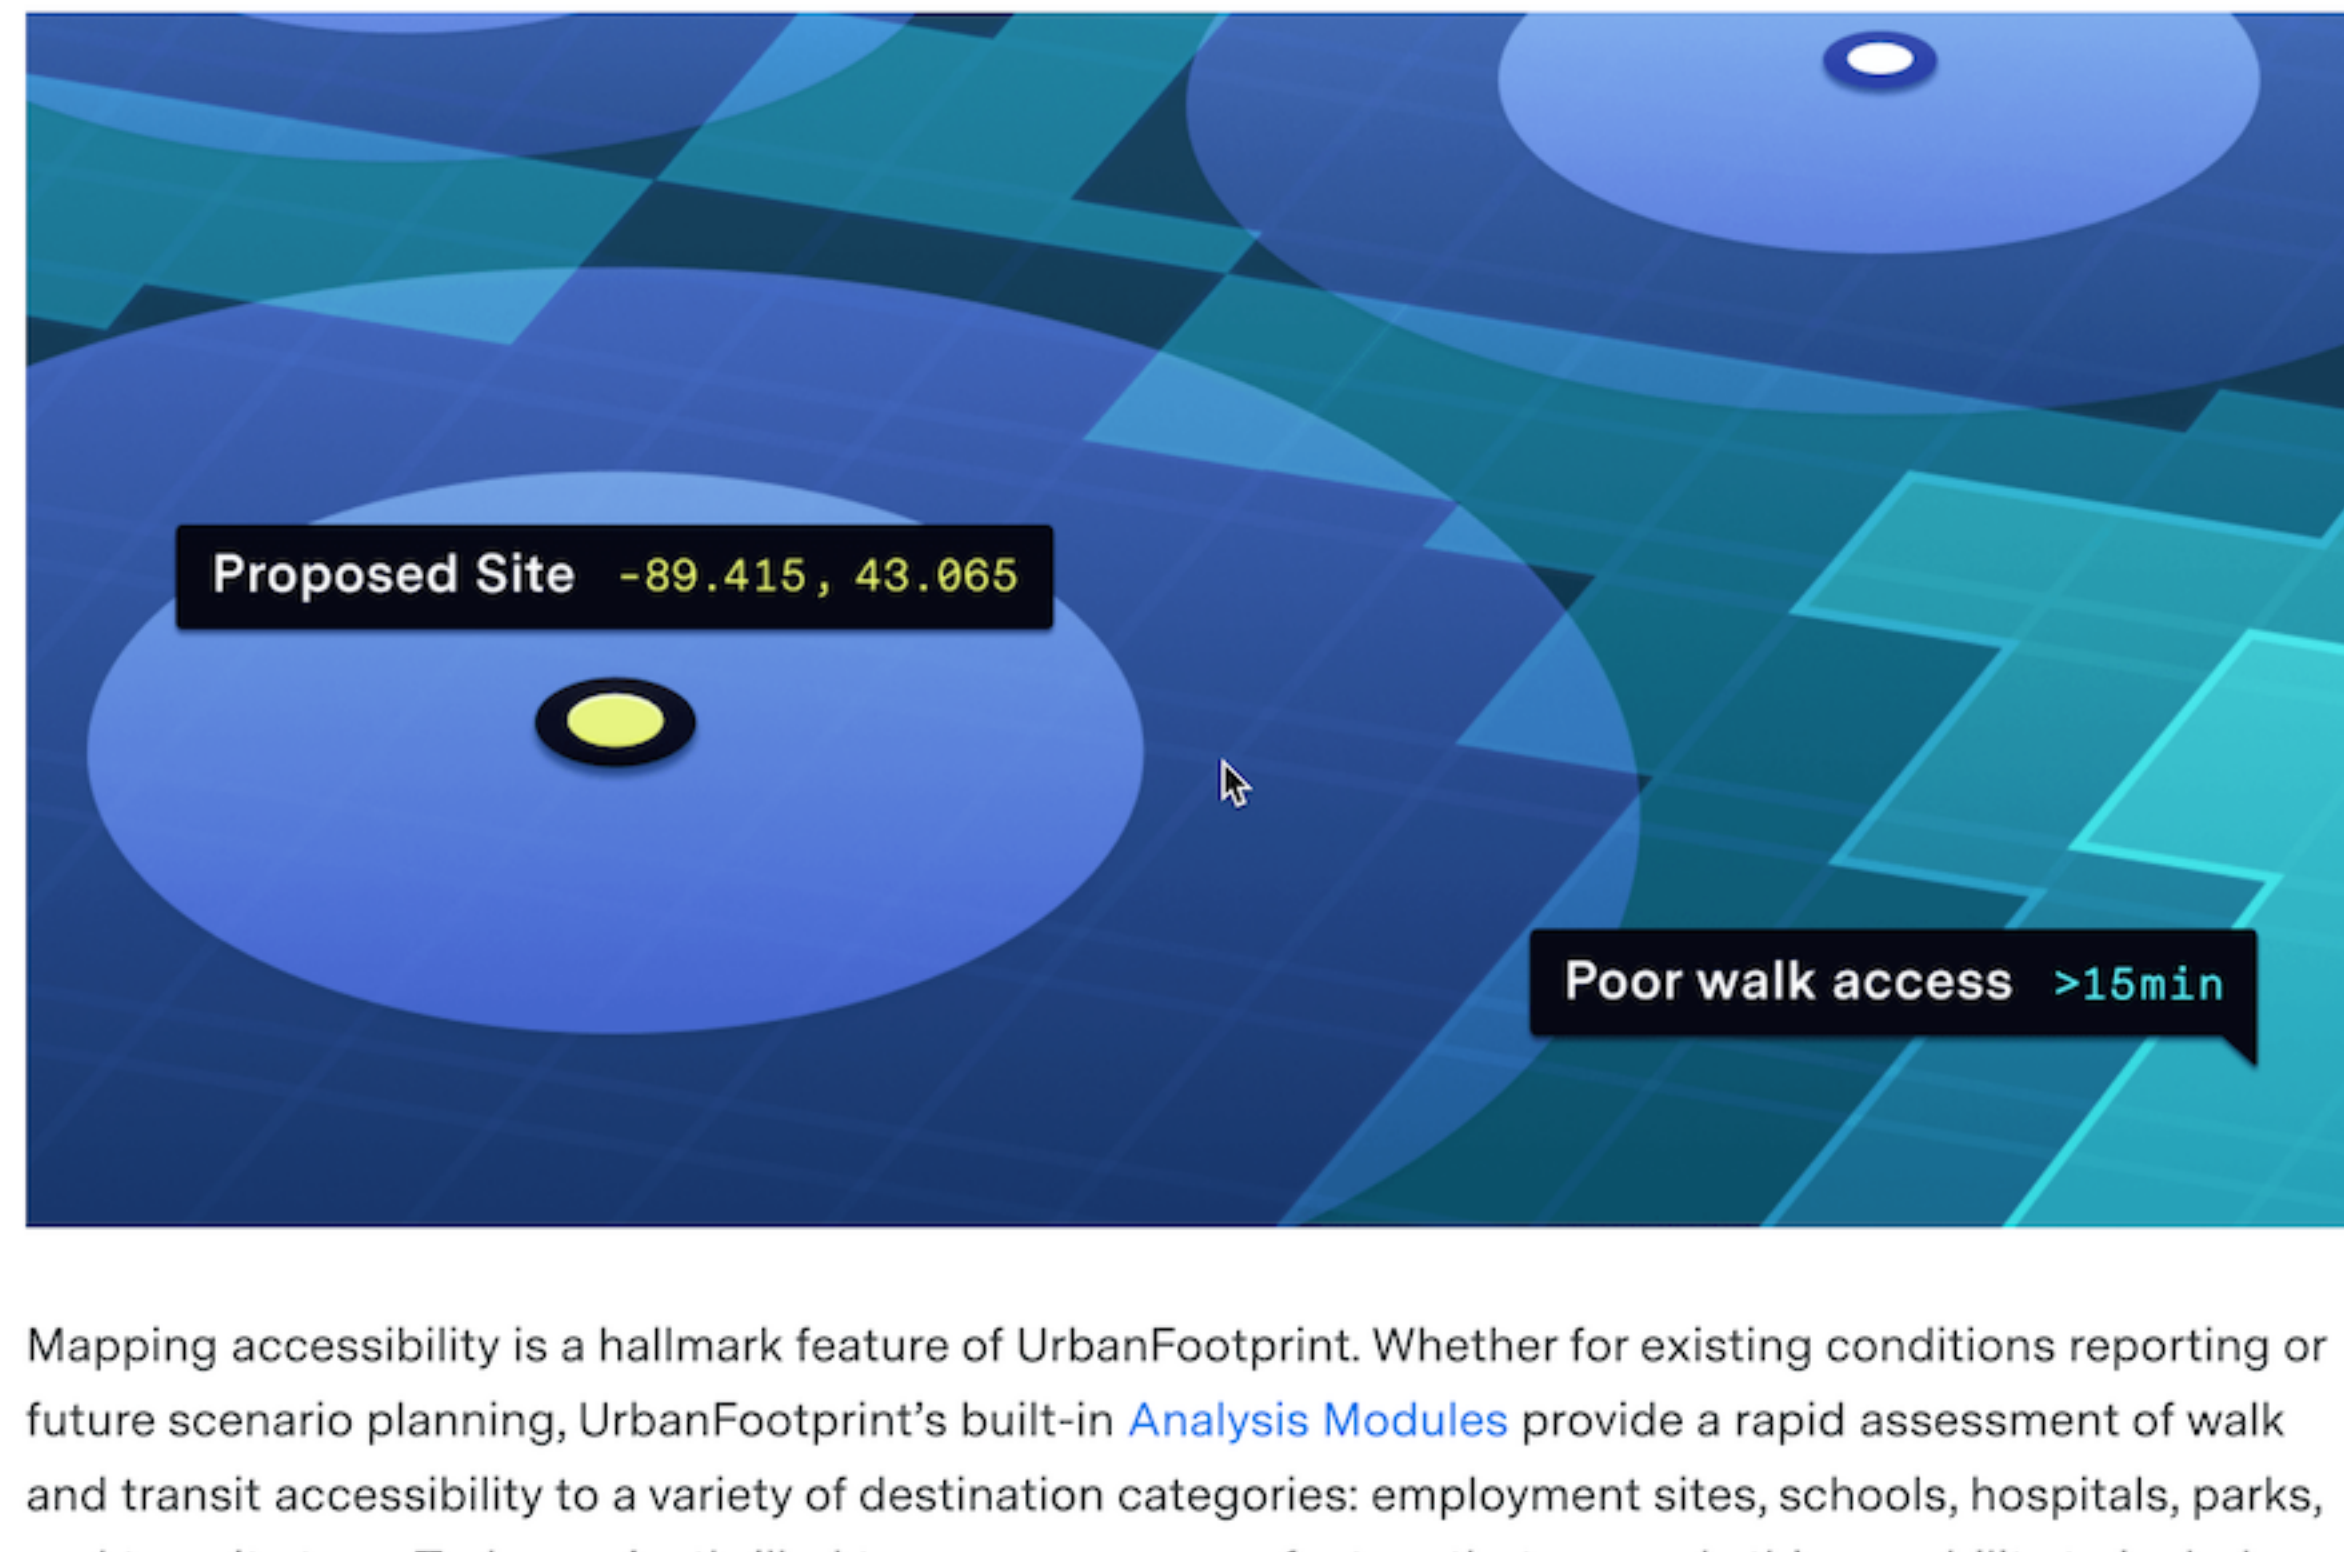 Proposed Site -89.415, 43.065
Poor walk access >15min
Mapping accessibility is a hallmark feature of UrbanFootprint. Whether for existing conditions reporting or
future scenario planning, UrbanFootprint’s built-in Analysis Modules provide a rapid assessment of walk
and transit accessibility to a variety of destination categories: employment sites, schools, hospitals, parks,